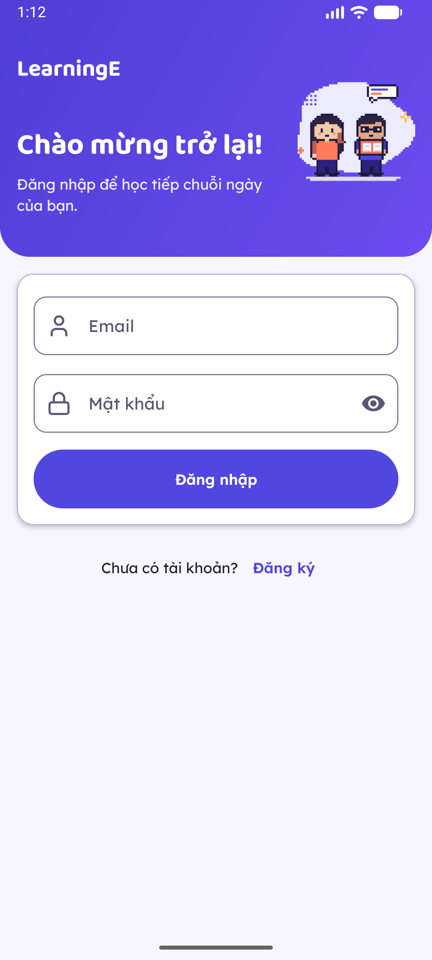 1:12
LearningE
Chào mừng trở lại!
Đăng nhập để học tiếp chuỗi ngày
của bạn.
Email
Mật khẩu
Đăng nhập
Chưa có tài khoản? Đăng ký